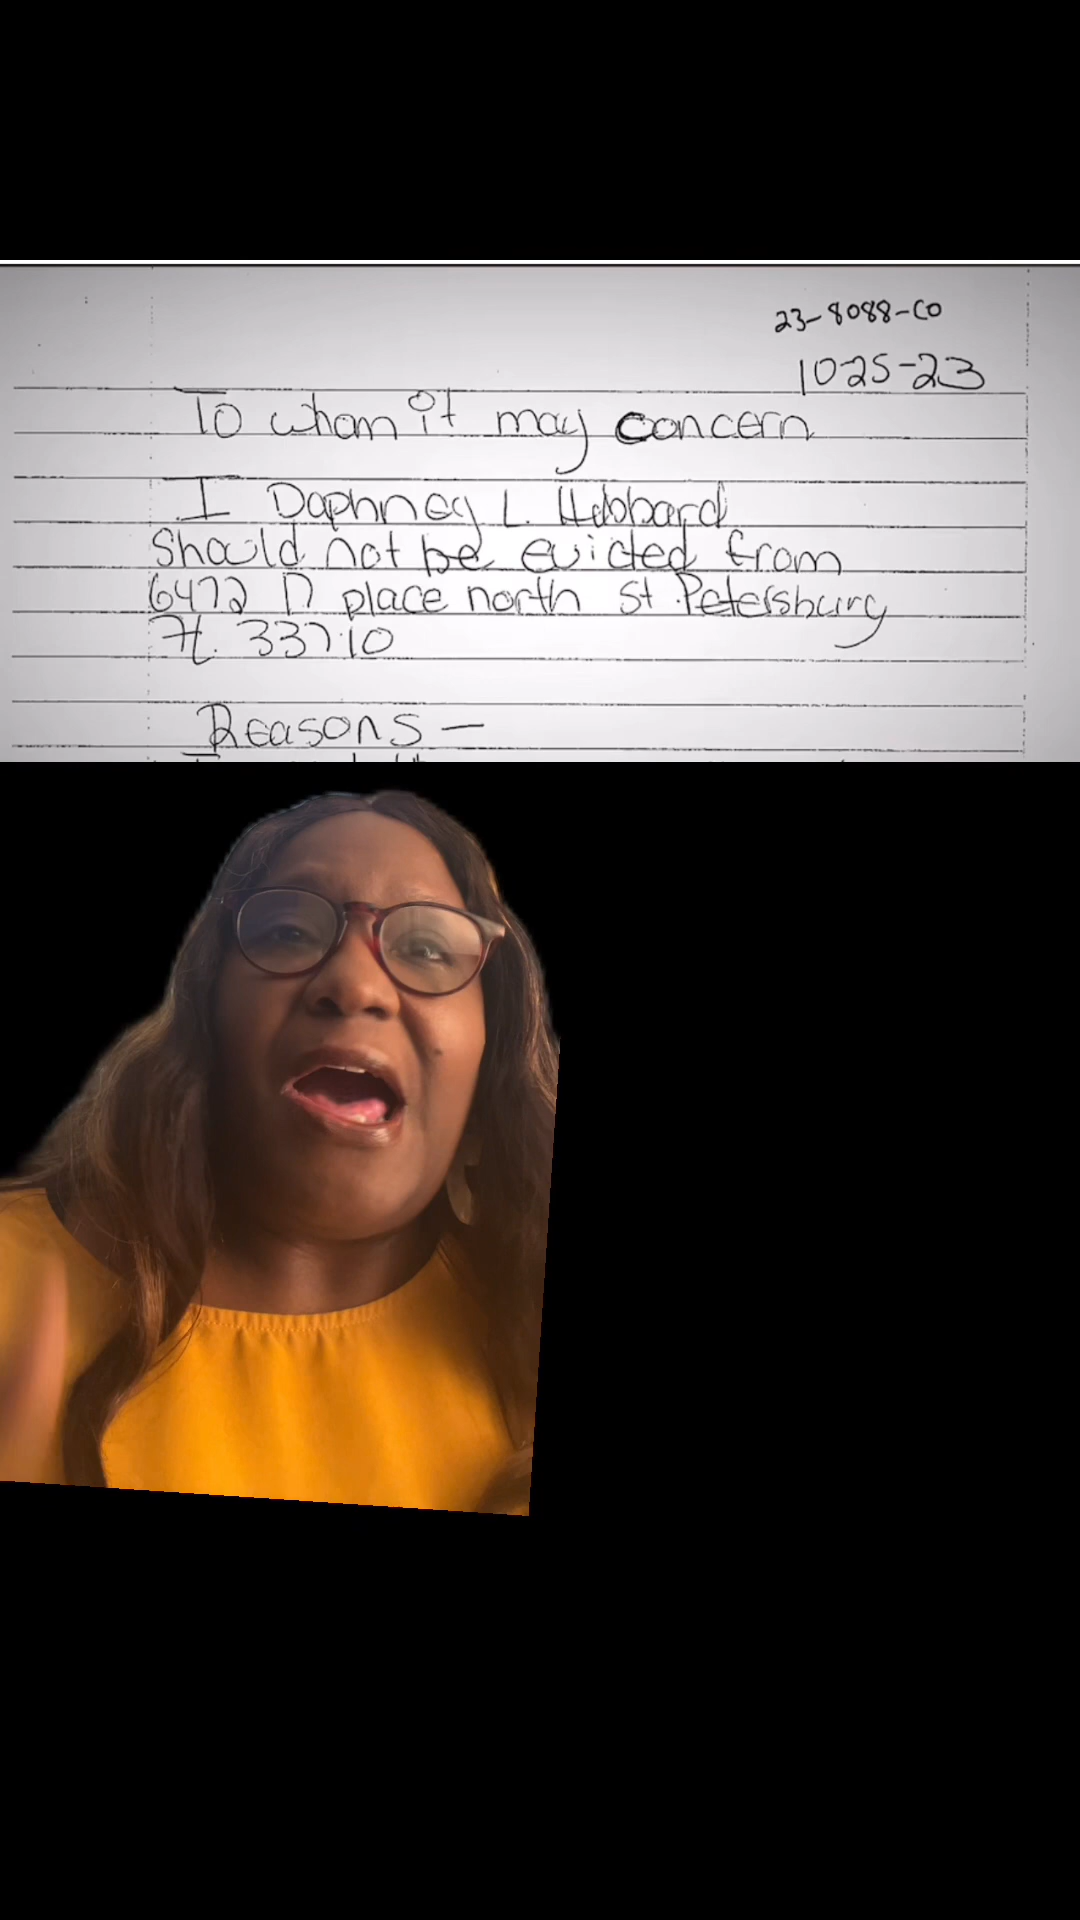 23-8088-CO
10-25-23
To whom it may concern
I Daphney L. Hubbard
Should not be evicted from
6472 17 place north St. Petersburg
Fl. 33710
Reasons -